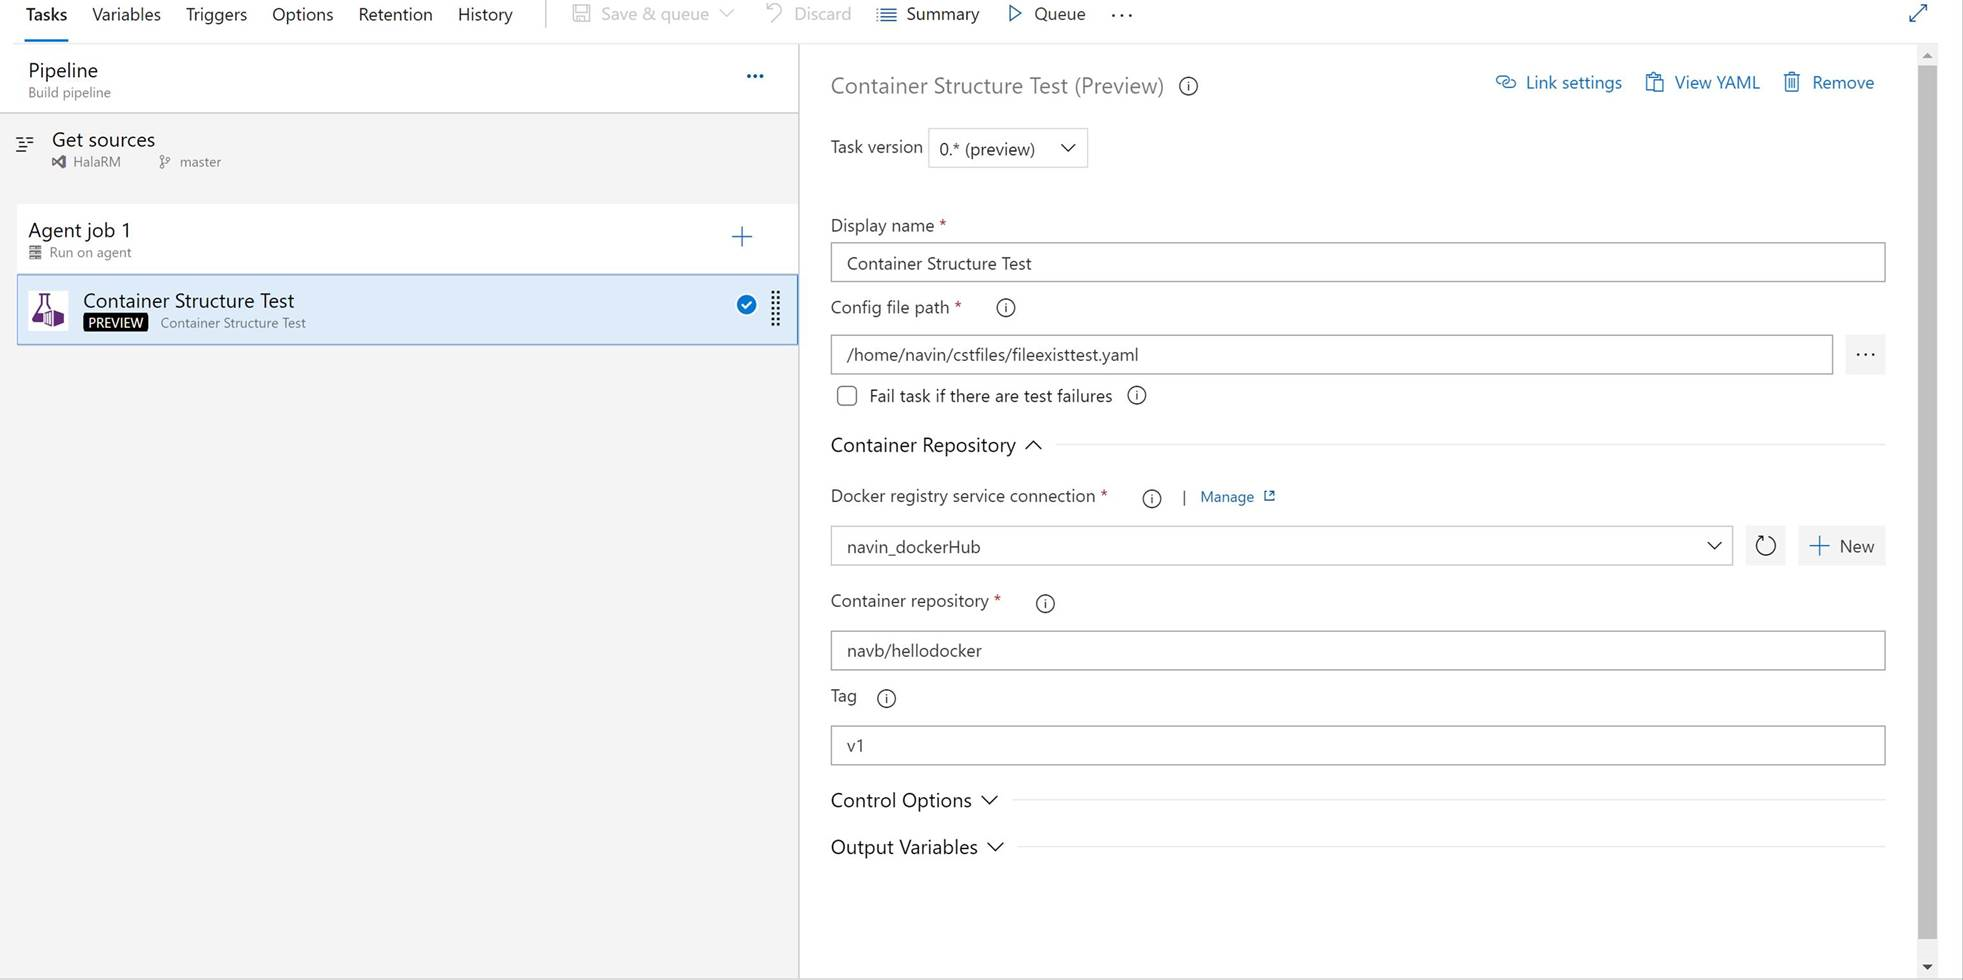 Tasks Variables Triggers Options Retention History Save & queue Discard Summary Queue ...
Pipeline
Build pipeline
Get sources
HalaRM master
Agent job 1
Run on agent
Container Structure Test
PREVIEW Container Structure Test
Container Structure Test (Preview) Link settings View YAML Remove
Task version 0.* (preview)
Display name *
Container Structure Test
Config file path *
/home/navin/cstfiles/fileexisttest.yaml
Fail task if there are test failures
Container Repository
Docker registry service connection * | Manage
navin_dockerHub New
Container repository *
navb/hellodocker
Tag
v1
Control Options
Output Variables